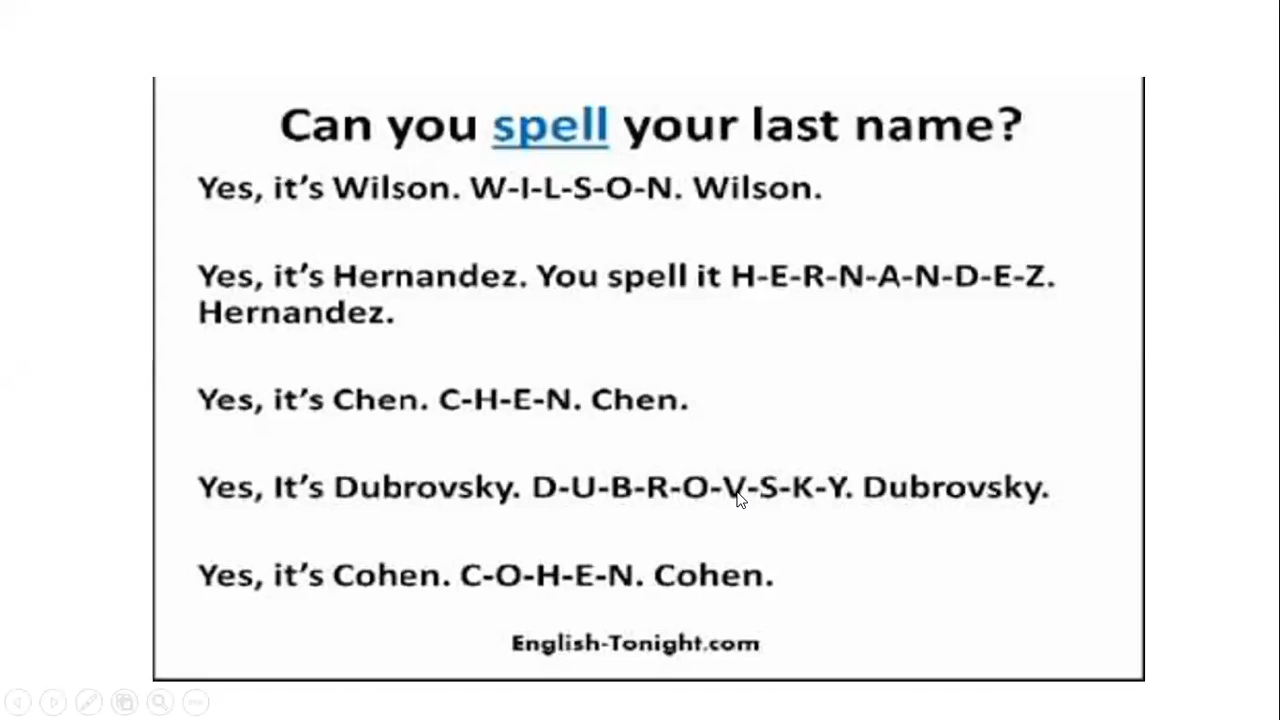 Can you spell your last name?
Yes, it's Wilson. W-I-L-S-O-N. Wilson.
Yes, it's Hernandez. You spell it H-E-R-N-A-N-D-E-Z.
Hernandez.
Yes, it's Chen. C-H-E-N. Chen.
Yes, It's Dubrovsky. D-U-B-R-O-V-S-K-Y. Dubrovsky.
Yes, it's Cohen. C-O-H-E-N. Cohen.
English-Tonight.com